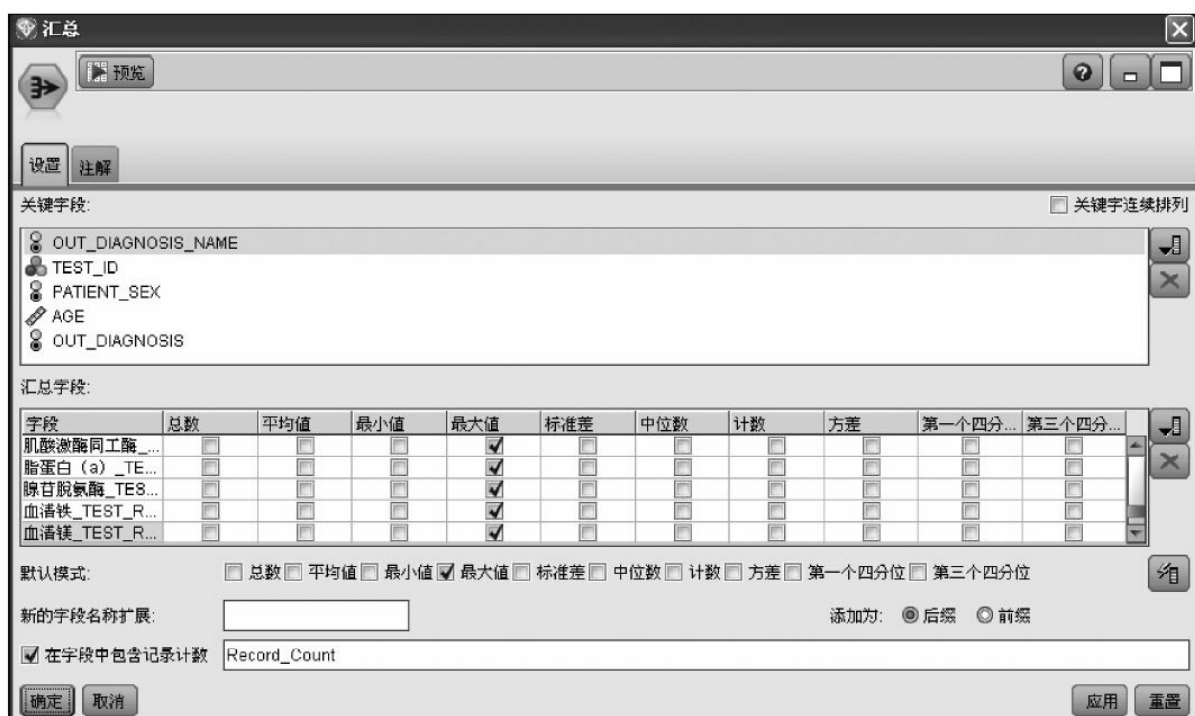 汇总
预览
设置 注解
关键字段: 关键字连续排列
OUT_DIAGNOSIS_NAME
TEST_ID
PATIENT_SEX
AGE
OUT_DIAGNOSIS
汇总字段:
字段 总数 平均值 最小值 最大值 标准差 中位数 计数 方差 第一个四分... 第三个四分...
肌酸激酶同工酶_...
脂蛋白 (a) _TE...
腺苷脱氨酶_TES...
血清铁_TEST_R...
血清镁_TEST_R...
默认模式: 总数 平均值 最小值 最大值 标准差 中位数 计数 方差 第一个四分位 第三个四分位
新的字段名称扩展: 添加为: 后缀 前缀
在字段中包含记录计数 Record_Count
确定 取消 应用 重置